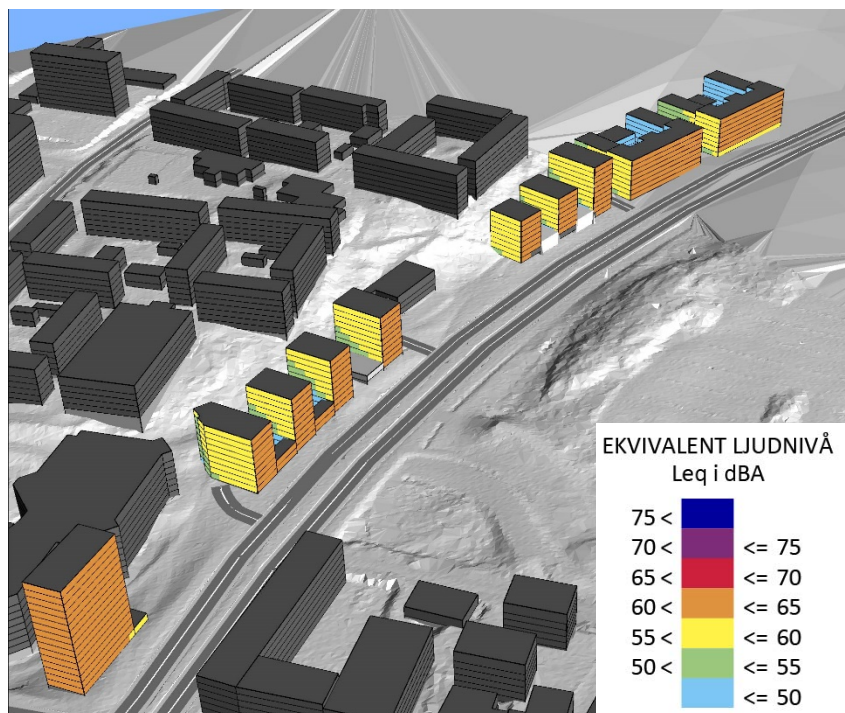 EKVIVALENT LJUDNIVÅ
Leq i dBA
75 <
70 < <= 75
65 < <= 70
60 < <= 65
55 < <= 60
50 < <= 55
<= 50